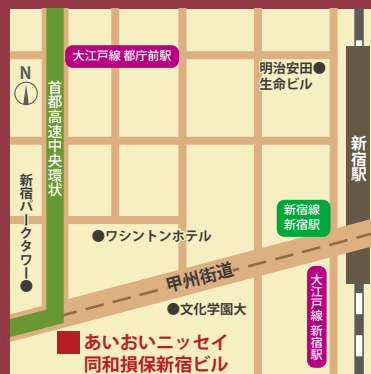 大江戸線 都庁前駅
明治安田●
生命ビル
N
首都高速中央環状
新宿駅
新宿パークタワー●
新宿線
新宿駅
●ワシントンホテル
甲州街道
大江戸線 新宿駅
●文化学園大
あいおいニッセイ
同和損保新宿ビル